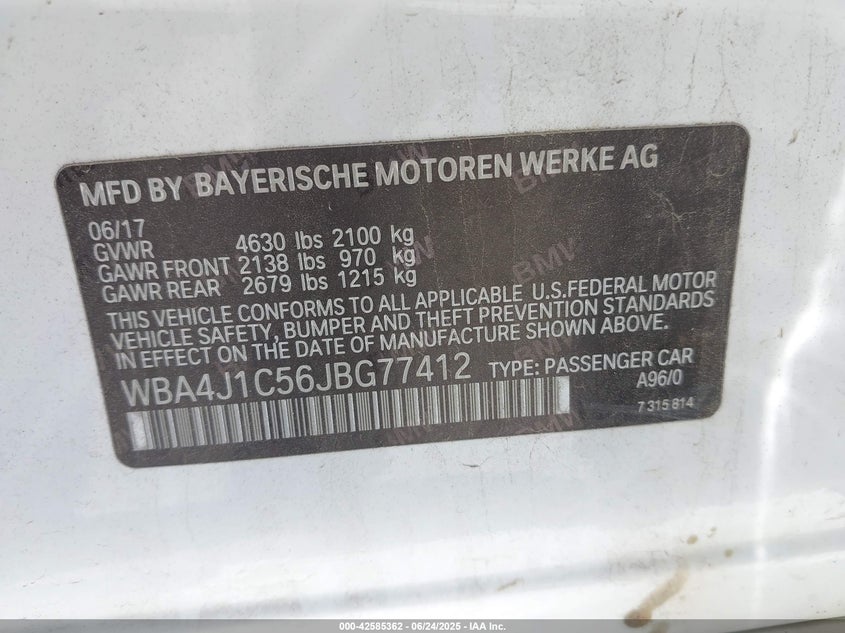 MFD BY BAYERISCHE MOTOREN WERKE AG
06/17
GVWR 4630 lbs 2100 kg
GAWR FRONT 2138 lbs 970 kg
GAWR REAR 2679 lbs 1215 kg
THIS VEHICLE CONFORMS TO ALL APPLICABLE U.S.FEDERAL MOTOR
VEHICLE SAFETY, BUMPER AND THEFT PREVENTION STANDARDS
IN EFFECT ON THE DATE OF MANUFACTURE SHOWN ABOVE.
WBA4J1C56JBG77412 TYPE: PASSENGER CAR
A96/0
7 315 814
000-42585362 - 06/24/2025 - IAA Inc.